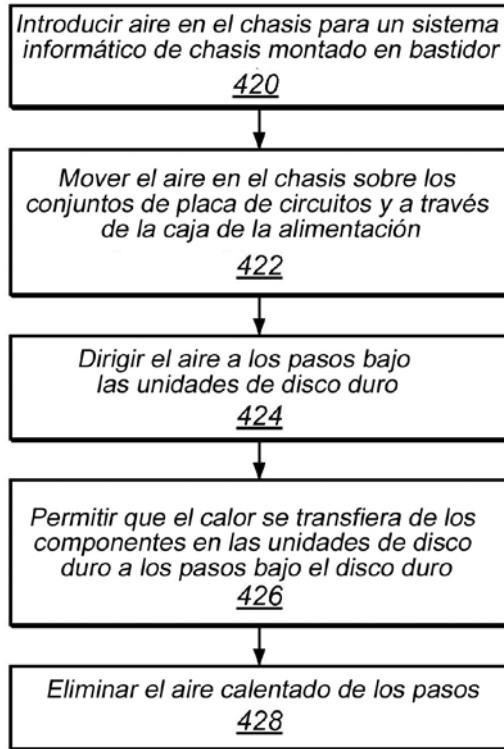 Introducir aire en el chasis para un sistema
informático de chasis montado en bastidor
420
Mover el aire en el chasis sobre los
conjuntos de placa de circuitos y a través
de la caja de la alimentación
422
Dirigir el aire a los pasos bajo
las unidades de disco duro
424
Permitir que el calor se transfiera de los
componentes en las unidades de disco
duro a los pasos bajo el disco duro
426
Eliminar el aire calentado de los pasos
428